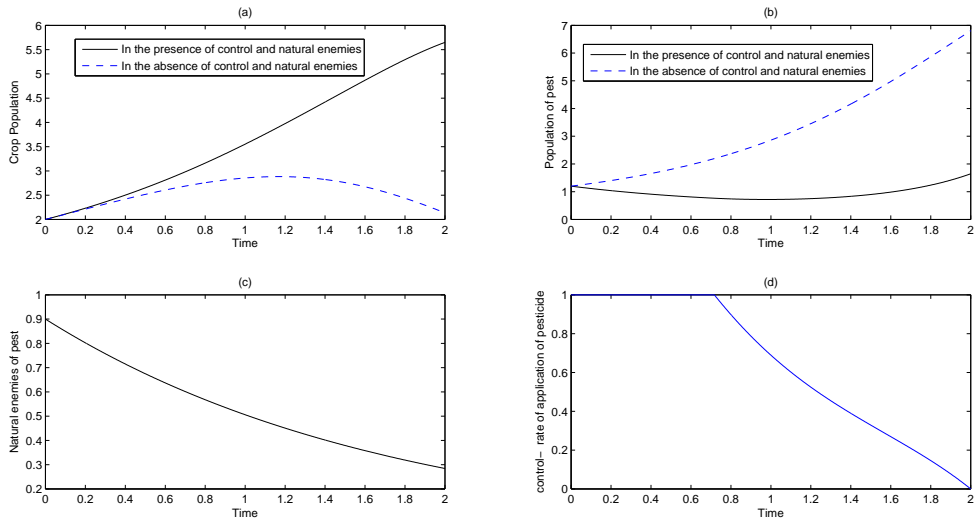 (a)
6
5.5
5
4.5
4
3.5
3
2.5
2
Crop Population
In the presence of control and natural enemies
In the absence of control and natural enemies
0 0.2 0.4 0.6 0.8 1 1.2 1.4 1.6 1.8 2
Time
(b)
7
6
5
4
3
2
1
0
Population of pest
In the presence of control and natural enemies
In the absence of control and natural enemies
0 0.2 0.4 0.6 0.8 1 1.2 1.4 1.6 1.8 2
Time
(c)
1
0.9
0.8
0.7
0.6
0.5
0.4
0.3
0.2
Natural enemies of pest
0 0.2 0.4 0.6 0.8 1 1.2 1.4 1.6 1.8 2
Time
(d)
1
0.8
0.6
0.4
0.2
0
control− rate of application of pesticide
0 0.2 0.4 0.6 0.8 1 1.2 1.4 1.6 1.8 2
Time